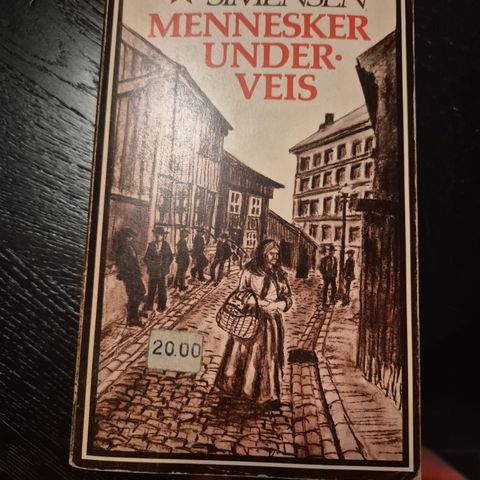 SIMENSEN
MENNESKER
UNDER-
VEIS
20.00